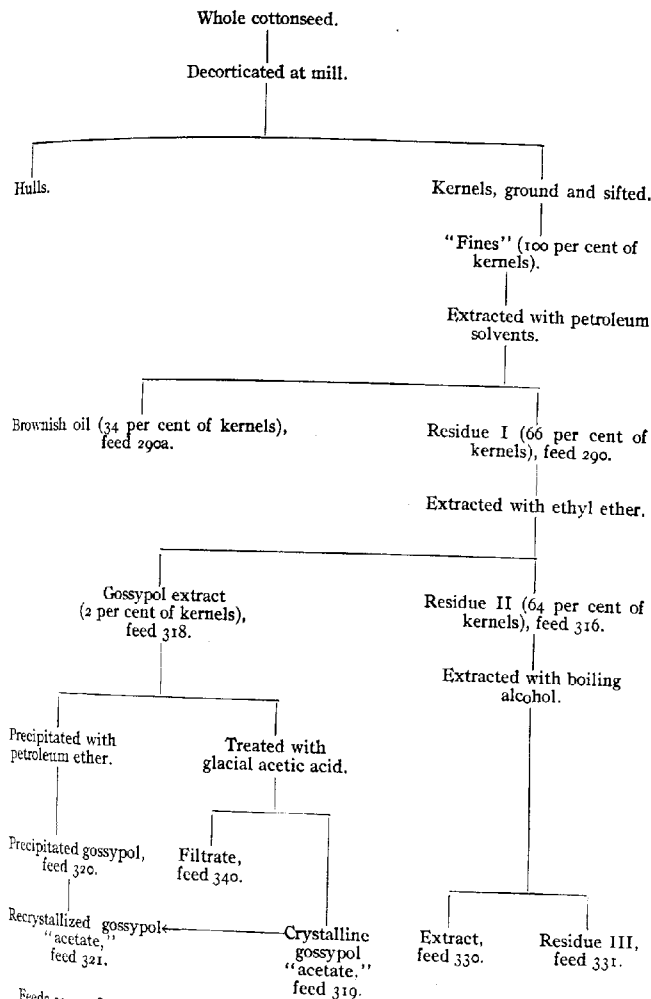 Whole cottonseed.
Decorticated at mill.
Hulls.
Kernels, ground and sifted.
“Fines” (100 per cent of
kernels).
Extracted with petroleum
solvents.
Brownish oil (34 per cent of kernels),
feed 290a.
Residue I (66 per cent of
kernels), feed 290.
Extracted with ethyl ether.
Gossypol extract
(2 per cent of kernels),
feed 318.
Residue II (64 per cent of
kernels), feed 316.
Extracted with boiling
alcohol.
Precipitated with
petroleum ether.
Treated with
glacial acetic acid.
Precipitated gossypol,
feed 320.
Filtrate,
feed 340.
Recrystallized gossypol
“acetate,”
feed 321.
Crystalline
gossypol
“acetate,”
feed 319.
Extract,
feed 330.
Residue III,
feed 331.
Feeds